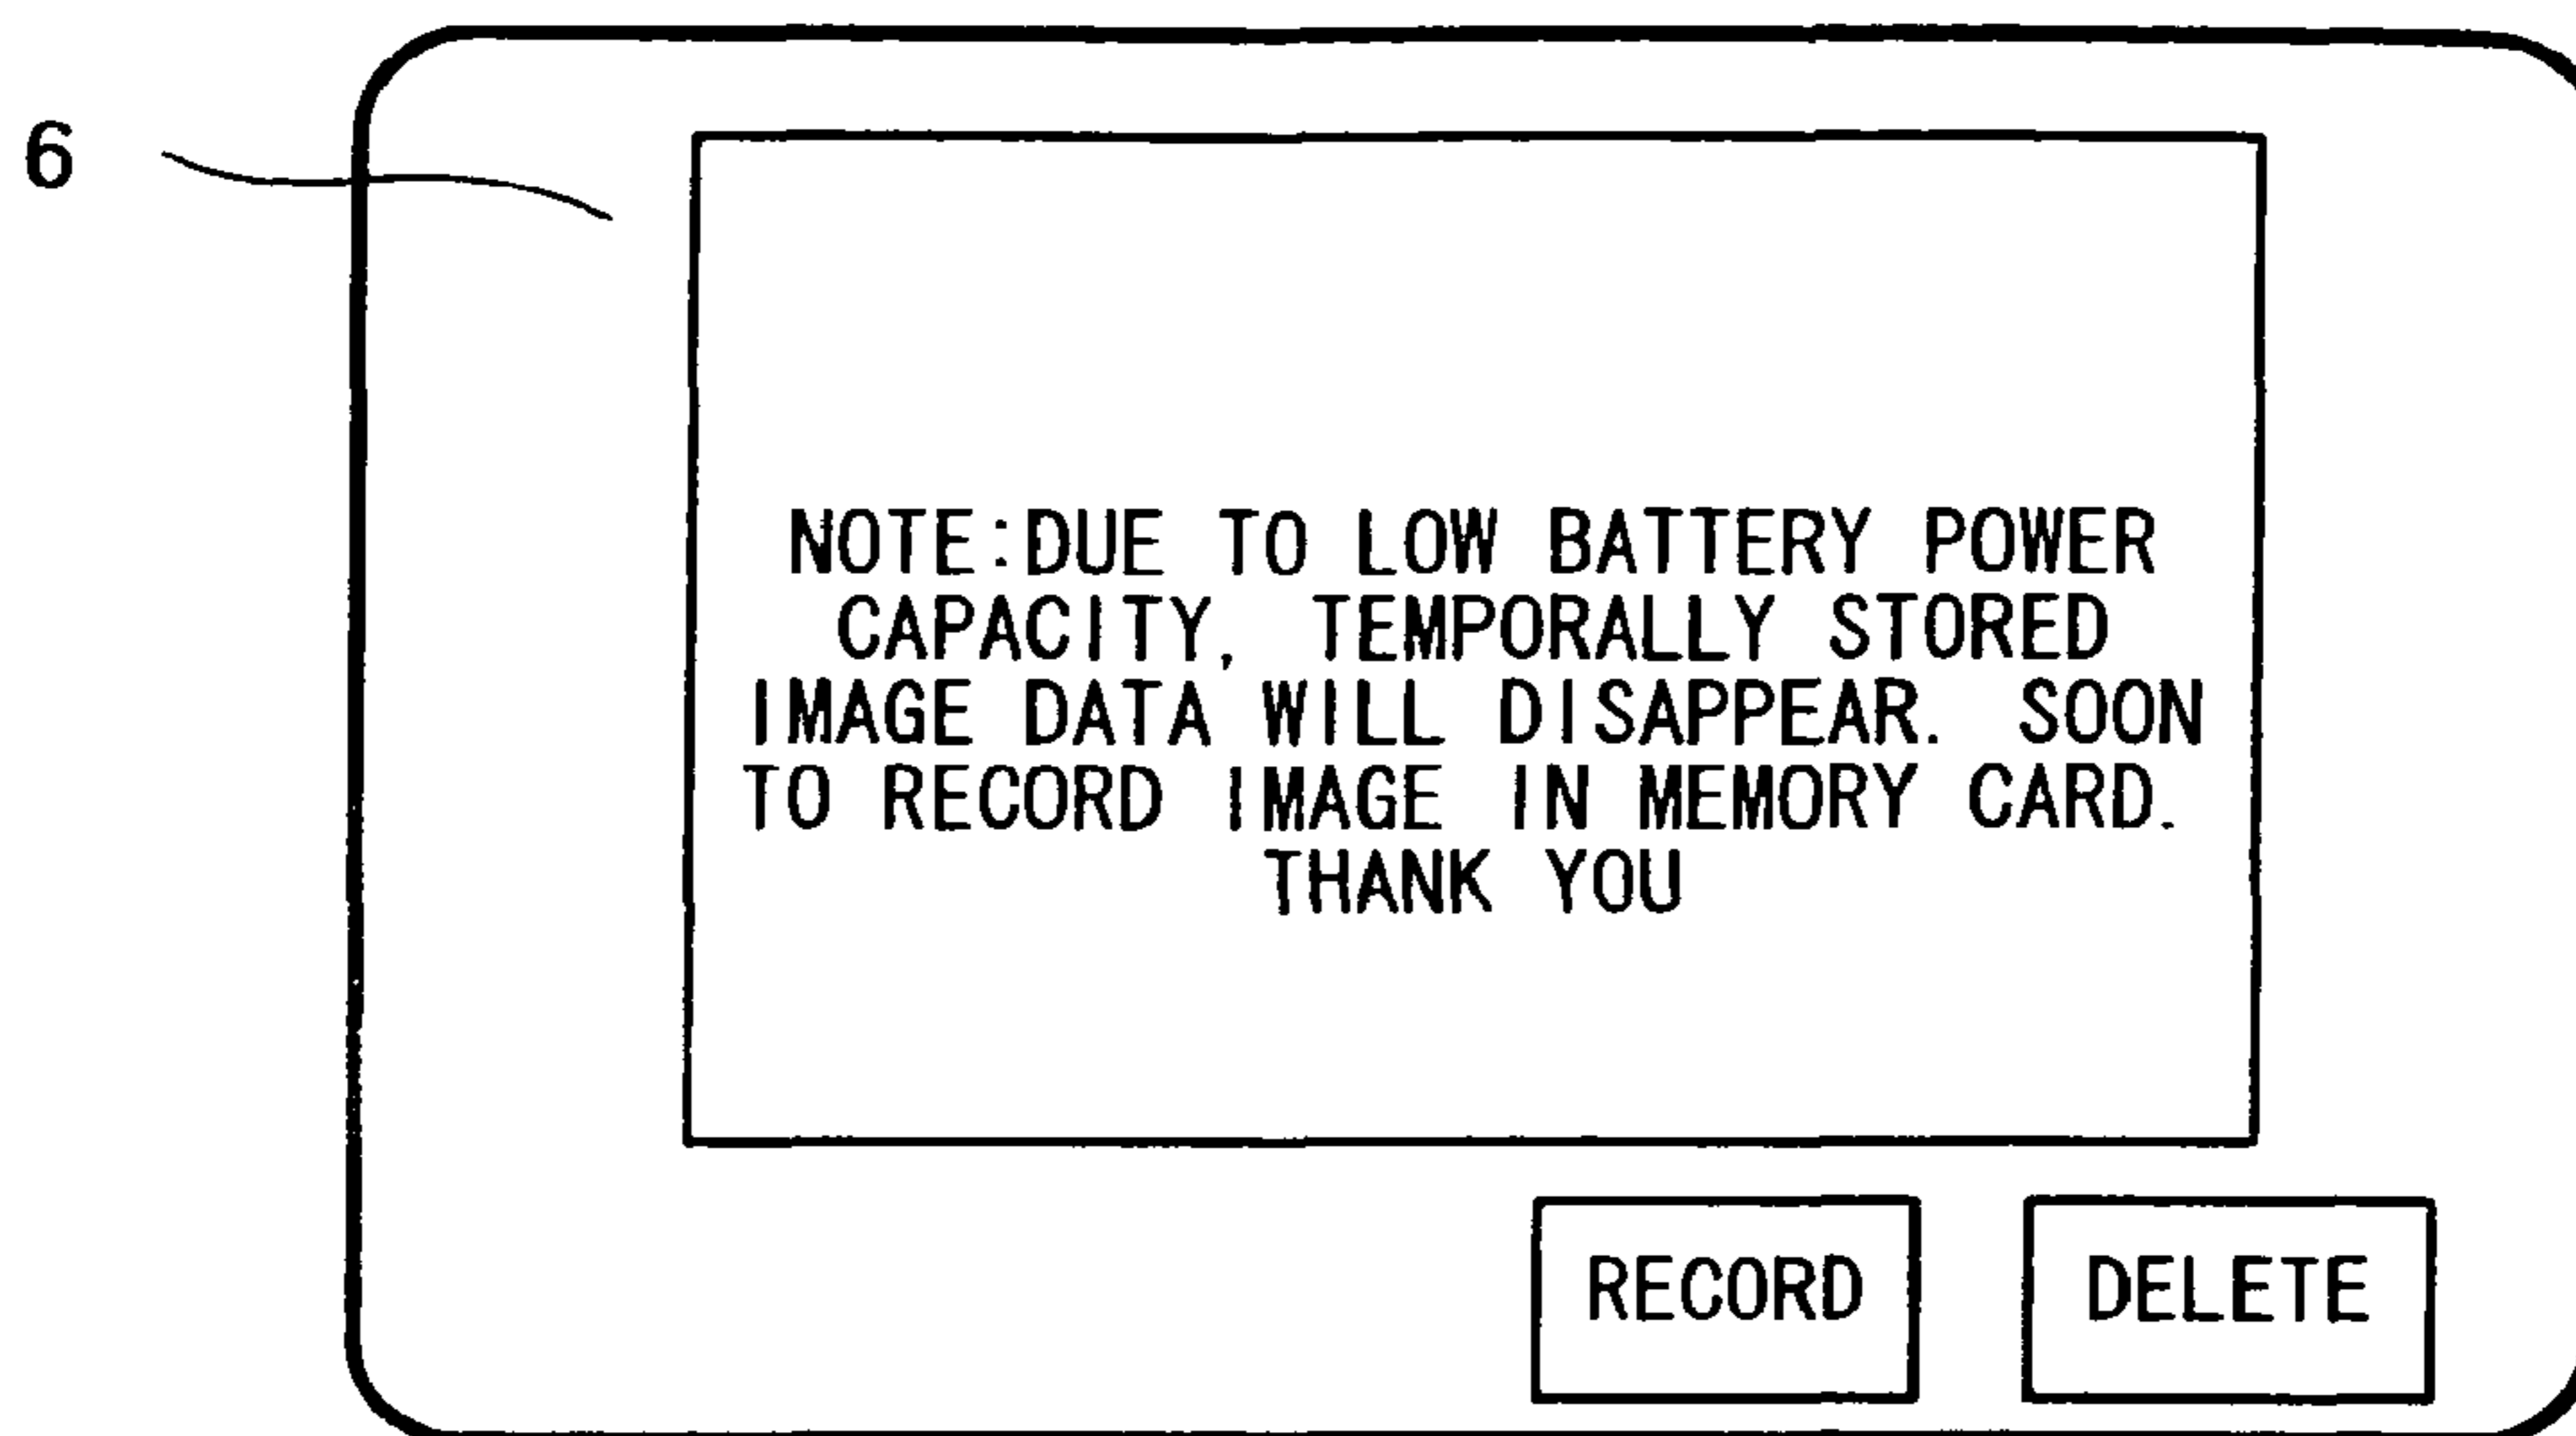 6
NOTE:DUE TO LOW BATTERY POWER
CAPACITY, TEMPORALLY STORED
IMAGE DATA WILL DISAPPEAR. SOON
TO RECORD IMAGE IN MEMORY CARD.
THANK YOU
RECORD DELETE